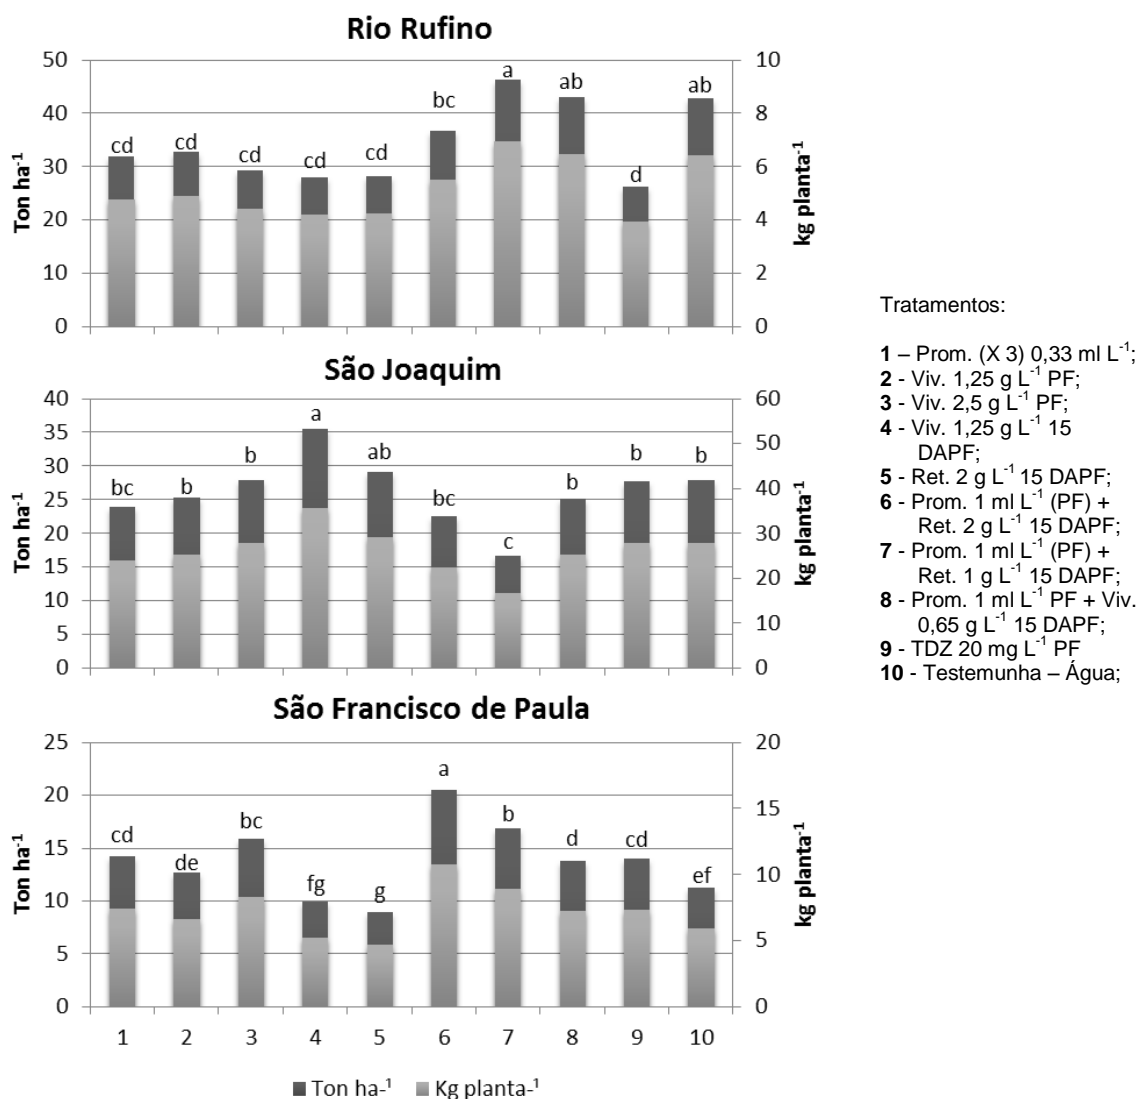 Rio Rufino
50
40
30
20
10
0
Ton ha⁻¹
cd
cd
cd
cd
cd
bc
a
ab
d
ab
10
8
6
4
2
0
kg planta⁻¹
São Joaquim
40
35
30
25
20
15
10
5
0
Ton ha⁻¹
bc
b
b
a
ab
bc
c
b
b
b
60
50
40
30
20
10
0
kg planta⁻¹
São Francisco de Paula
25
20
15
10
5
0
Ton ha⁻¹
cd
de
bc
fg
g
a
b
d
cd
ef
20
15
10
5
0
kg planta⁻¹
1 2 3 4 5 6 7 8 9 10
Ton ha-¹ Kg planta-¹
Tratamentos:
1 – Prom. (X 3) 0,33 ml L⁻¹;
2 - Viv. 1,25 g L⁻¹ PF;
3 - Viv. 2,5 g L⁻¹ PF;
4 - Viv. 1,25 g L⁻¹ 15
DAPF;
5 - Ret. 2 g L⁻¹ 15 DAPF;
6 - Prom. 1 ml L⁻¹ (PF) +
Ret. 2 g L⁻¹ 15 DAPF;
7 - Prom. 1 ml L⁻¹ (PF) +
Ret. 1 g L⁻¹ 15 DAPF;
8 - Prom. 1 ml L⁻¹ PF + Viv.
0,65 g L⁻¹ 15 DAPF;
9 - TDZ 20 mg L⁻¹ PF
10 - Testemunha – Água;